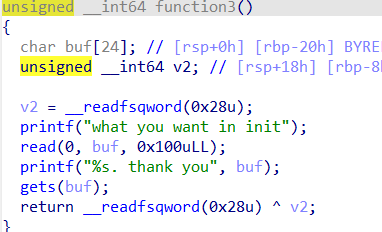 unsigned __int64 function3()
{
char buf[24]; // [rsp+0h] [rbp-20h] BYREF
unsigned __int64 v2; // [rsp+18h] [rbp-8h
v2 = __readfsqword(0x28u);
printf("what you want in init");
read(0, buf, 0x100uLL);
printf("%s. thank you", buf);
gets(buf);
return __readfsqword(0x28u) ^ v2;
}